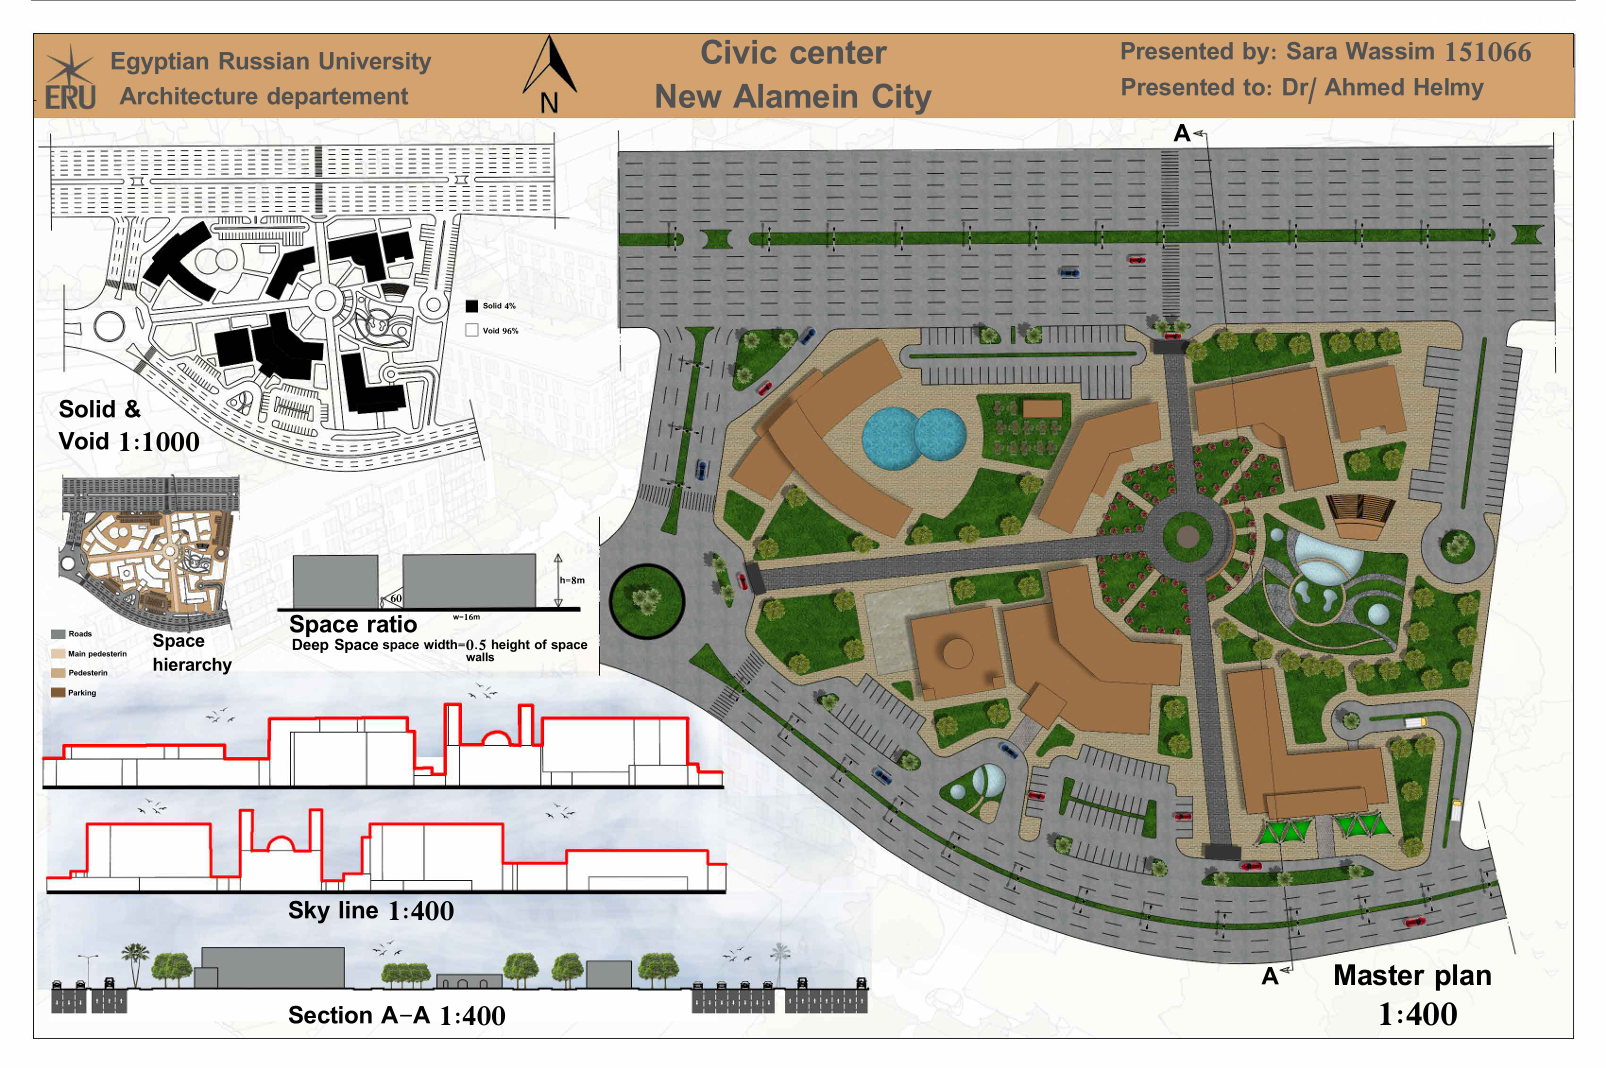 Egyptian Russian University
Architecture departement
ERU
N
Civic center
New Alamein City
Presented by: Sara Wassim 151066
Presented to: Dr/ Ahmed Helmy
A
Solid 4%
Void 96%
Solid &
Void 1:1000
Roads
Main pedesterin
Pedesterin
Parking
Space
hierarchy
60
h=8m
w=16m
Space ratio
Deep Space space width=0.5 height of space
walls
Sky line 1:400
Section A-A 1:400
A
Master plan
1:400